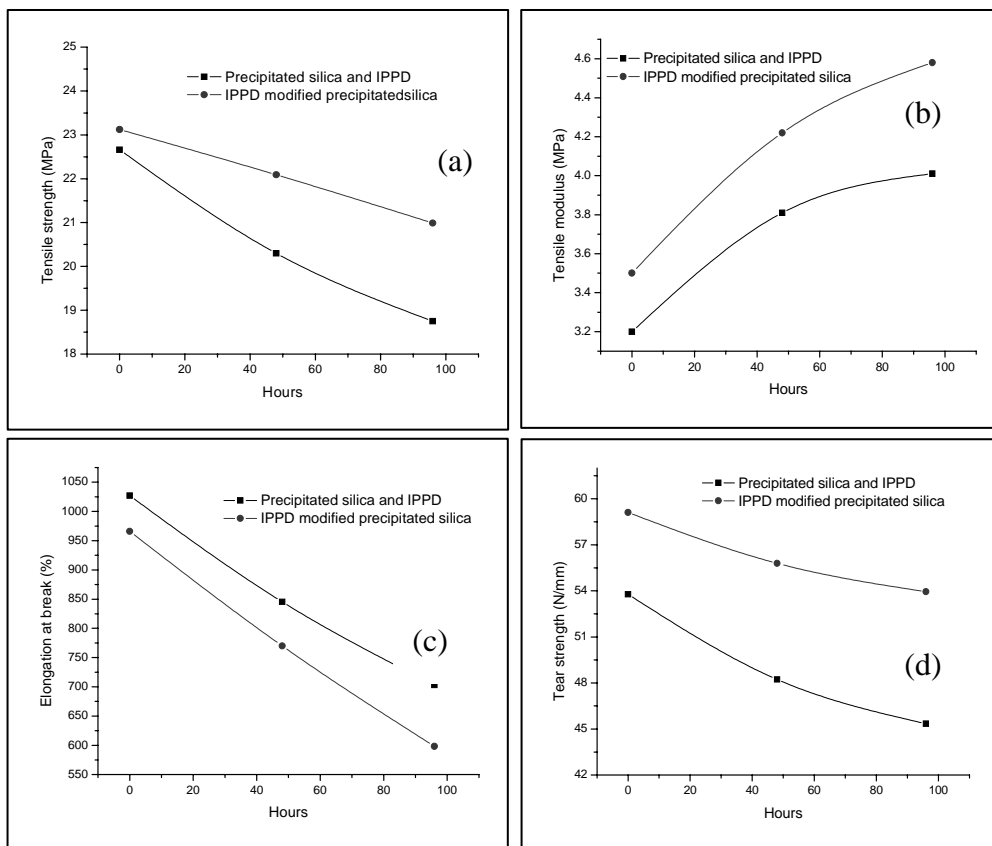 25
24
23
22
21
20
19
18
Tensile strength (MPa)
Precipitated silica and IPPD
IPPD modified precipitatedsilica
(a)
0 20 40 60 80 100
Hours
4.6
4.4
4.2
4.0
3.8
3.6
3.4
3.2
Tensile modulus (MPa)
Precipitated silica and IPPD
IPPD modified precipitated silica
(b)
0 20 40 60 80 100
Hours
1050
1000
950
900
850
800
750
700
650
600
550
Elongation at break (%)
Precipitated silica and IPPD
IPPD modified precipitated silica
(c)
0 20 40 60 80 100
Hours
60
57
54
51
48
45
42
Tear strength (N/mm)
Precipitated silica and IPPD
IPPD modified precipitated silica
(d)
0 20 40 60 80 100
Hours